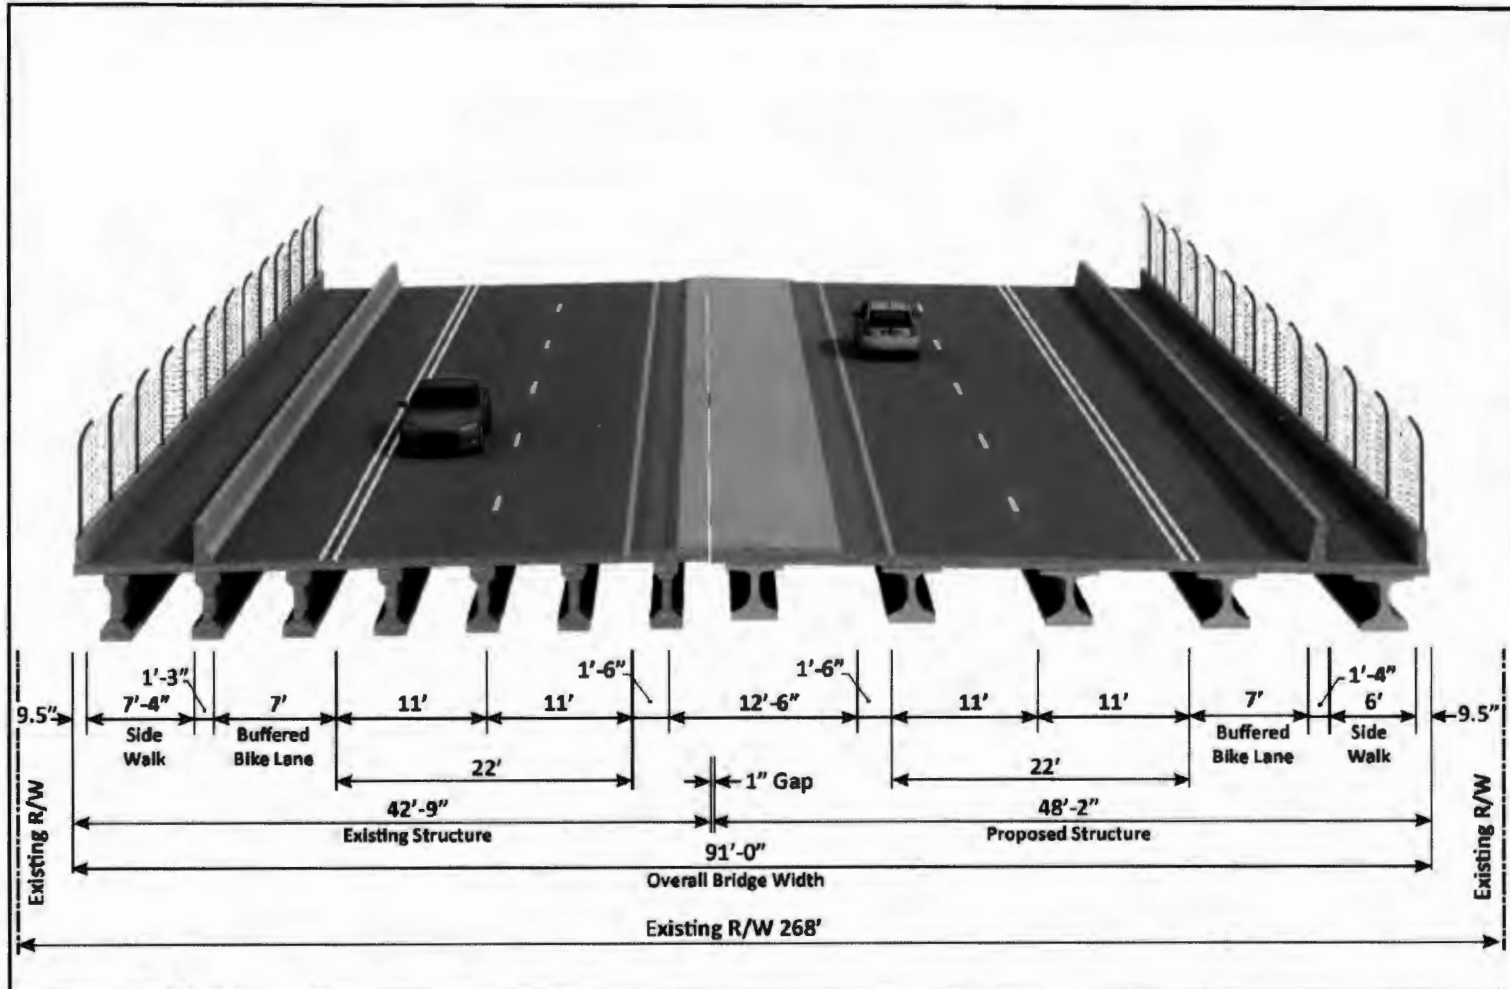 1'-3"
1'-6"
1'-6"
1'-4"
9.5"
7'-4"
7'
11'
11'
12'-6"
11'
11'
7'
6'
9.5"
Side
Walk
Buffered
Bike Lane
Buffered
Bike Lane
Side
Walk
22'
1" Gap
22'
42'-9"
48'-2"
Existing Structure
Proposed Structure
91'-0"
Overall Bridge Width
Existing R/W
Existing R/W
Existing R/W 268'